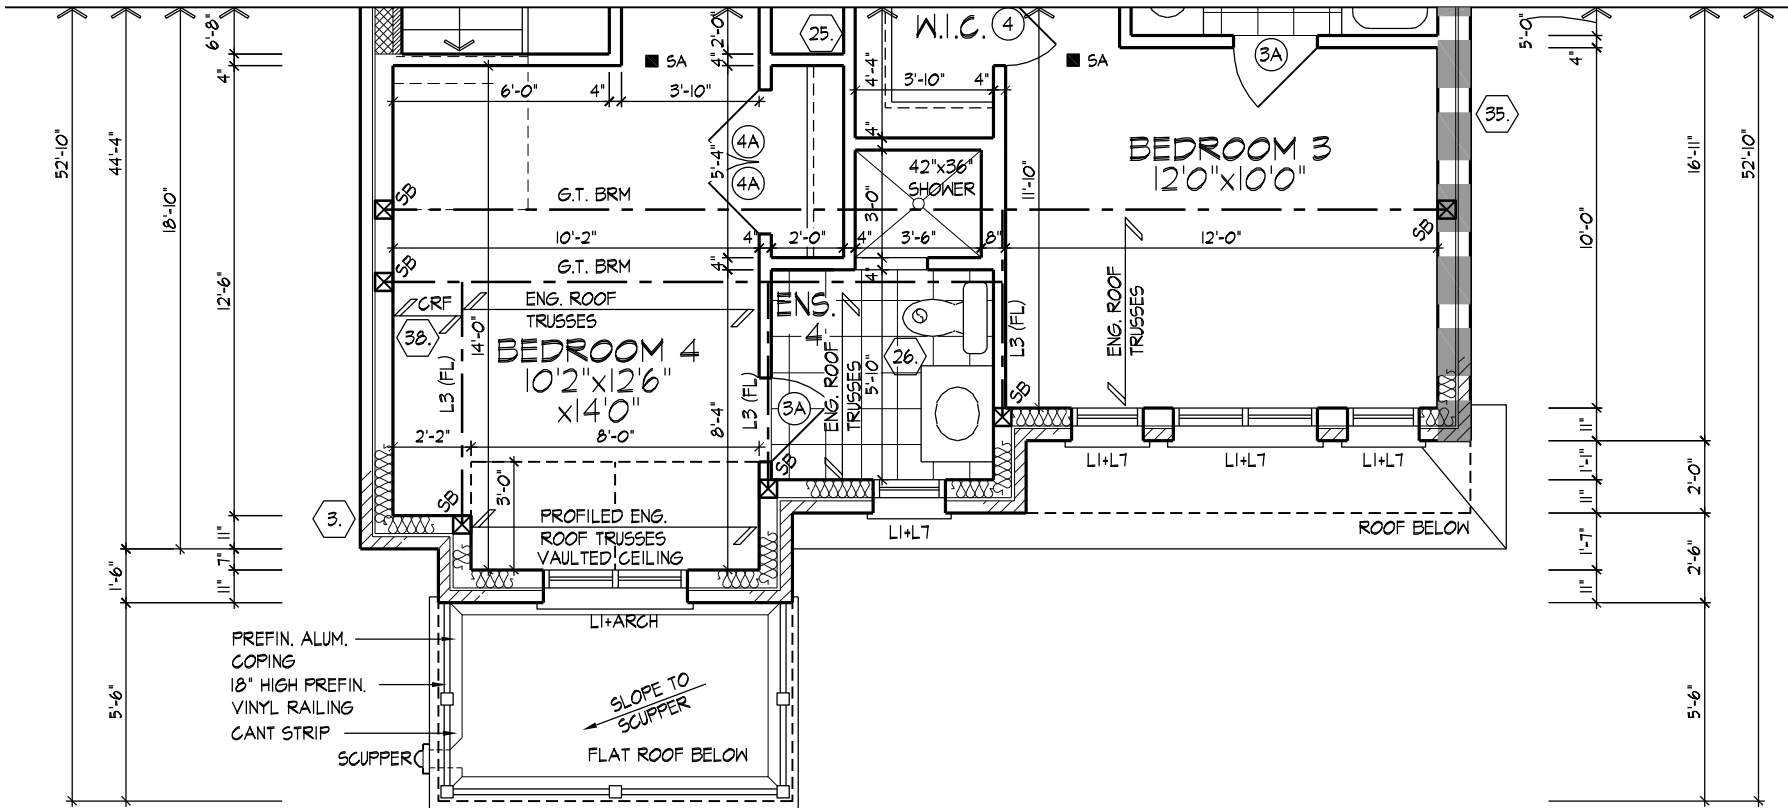 6'-8"
4"
2'-0"
25.
W.I.C.
4
3A
5'-0"
4"
SA
SA
4"
4'-4"
3'-10"
4"
6'-0"
4"
3'-10"
35.
52'-10"
44'-4"
18'-10"
12'-6"
4A
4A
5'-4"
4"
42"x36"
SHOWER
3'-0"
11'-10"
BEDROOM 3
12'0"x10'0"
16'-11"
52'-10"
10'-0"
SB
G.T. BRM
SB
10'-2"
4"
2'-0"
4"
3'-6"
8"
12'-0"
SB
G.T. BRM
4"
4"
CRF
ENG. ROOF
TRUSSES
38.
14'-0"
BEDROOM 4
10'2"x12'6"
x14'0"
L3 (FL)
L3 (FL)
ENS.
4
ENG. ROOF
TRUSSES
5'-10"
26.
3A
L3 (FL)
ENG. ROOF
TRUSSES
SB
2'-2"
8'-0"
8'-4"
SB
SB
3'-0"
L1+L7
L1+L7
L1+L7
11"
1'-1"
11"
2'-0"
3.
PROFILED ENG.
ROOF TRUSSES
VAULTED CEILING
L1+L7
ROOF BELOW
11"
7"
11"
1'-6"
1'-7"
11"
2'-6"
L1+ARCH
PREFIN. ALUM.
COPING
18" HIGH PREFIN.
VINYL RAILING
CANT STRIP
SCUPPER
SLOPE TO
SCUPPER
FLAT ROOF BELOW
5'-6"
5'-6"